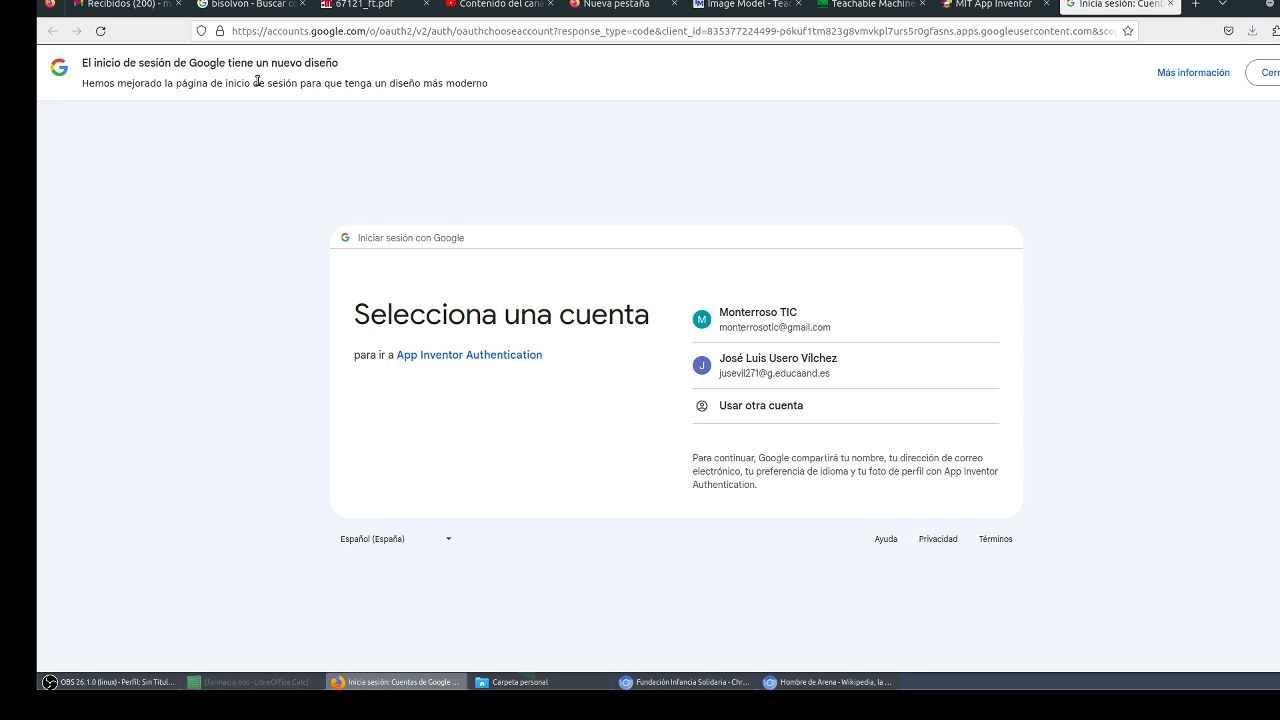 Recibidos (200) - m
bisolvon - Buscar co
67121_ft.pdf
Contenido del cana
Nueva pestaña
Image Model - Teac
Teachable Machine
MIT App Inventor
Inicia sesión: Cuent
https://accounts.google.com/o/oauth2/v2/auth/oauthchooseaccount?response_type=code&client_id=835377224499-p6kuf1tm823g8vmvkpl7urs5r0gfasns.apps.googleusercontent.com&sco
El inicio de sesión de Google tiene un nuevo diseño
Hemos mejorado la página de inicio de sesión para que tenga un diseño más moderno
Más información
Cerr
Iniciar sesión con Google
Selecciona una cuenta
para ir a App Inventor Authentication
M
Monterroso TIC
monterrosotic@gmail.com
J
José Luis Usero Vílchez
jusevil271@g.educaand.es
Usar otra cuenta
Para continuar, Google compartirá tu nombre, tu dirección de correo
electrónico, tu preferencia de idioma y tu foto de perfil con App Inventor
Authentication.
Español (España)
Ayuda
Privacidad
Términos
OBS 26.1.0 (linux) - Perfil: Sin Títul...
[farmacia.ods - LibreOffice Calc]
Inicia sesión: Cuentas de Google ...
Carpeta personal
Fundación Infancia Solidaria - Chr...
Hombre de Arena - Wikipedia, la ...